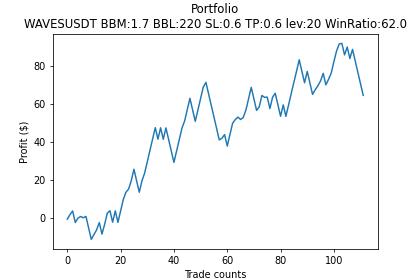 Portfolio
WAVESUSDT BBM:1.7 BBL:220 SL:0.6 TP:0.6 lev:20 WinRatio:62.0
80
60
40
20
0
Profit ($)
0 20 40 60 80 100
Trade counts